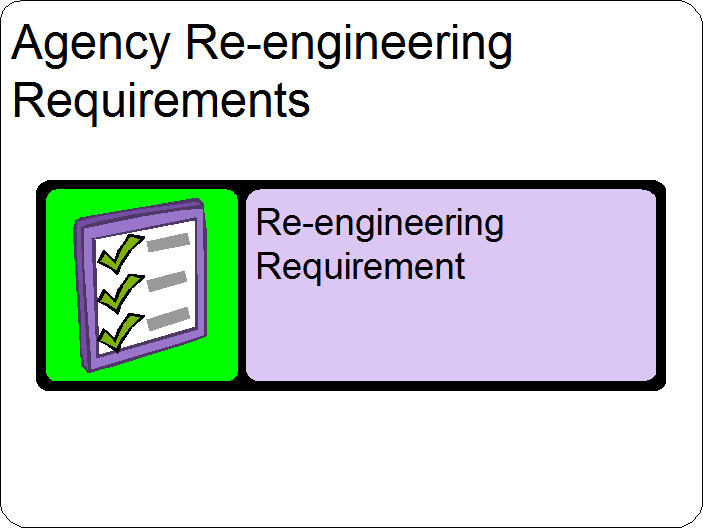 Agency Re-engineering
Requirements
Re-engineering
Requirement